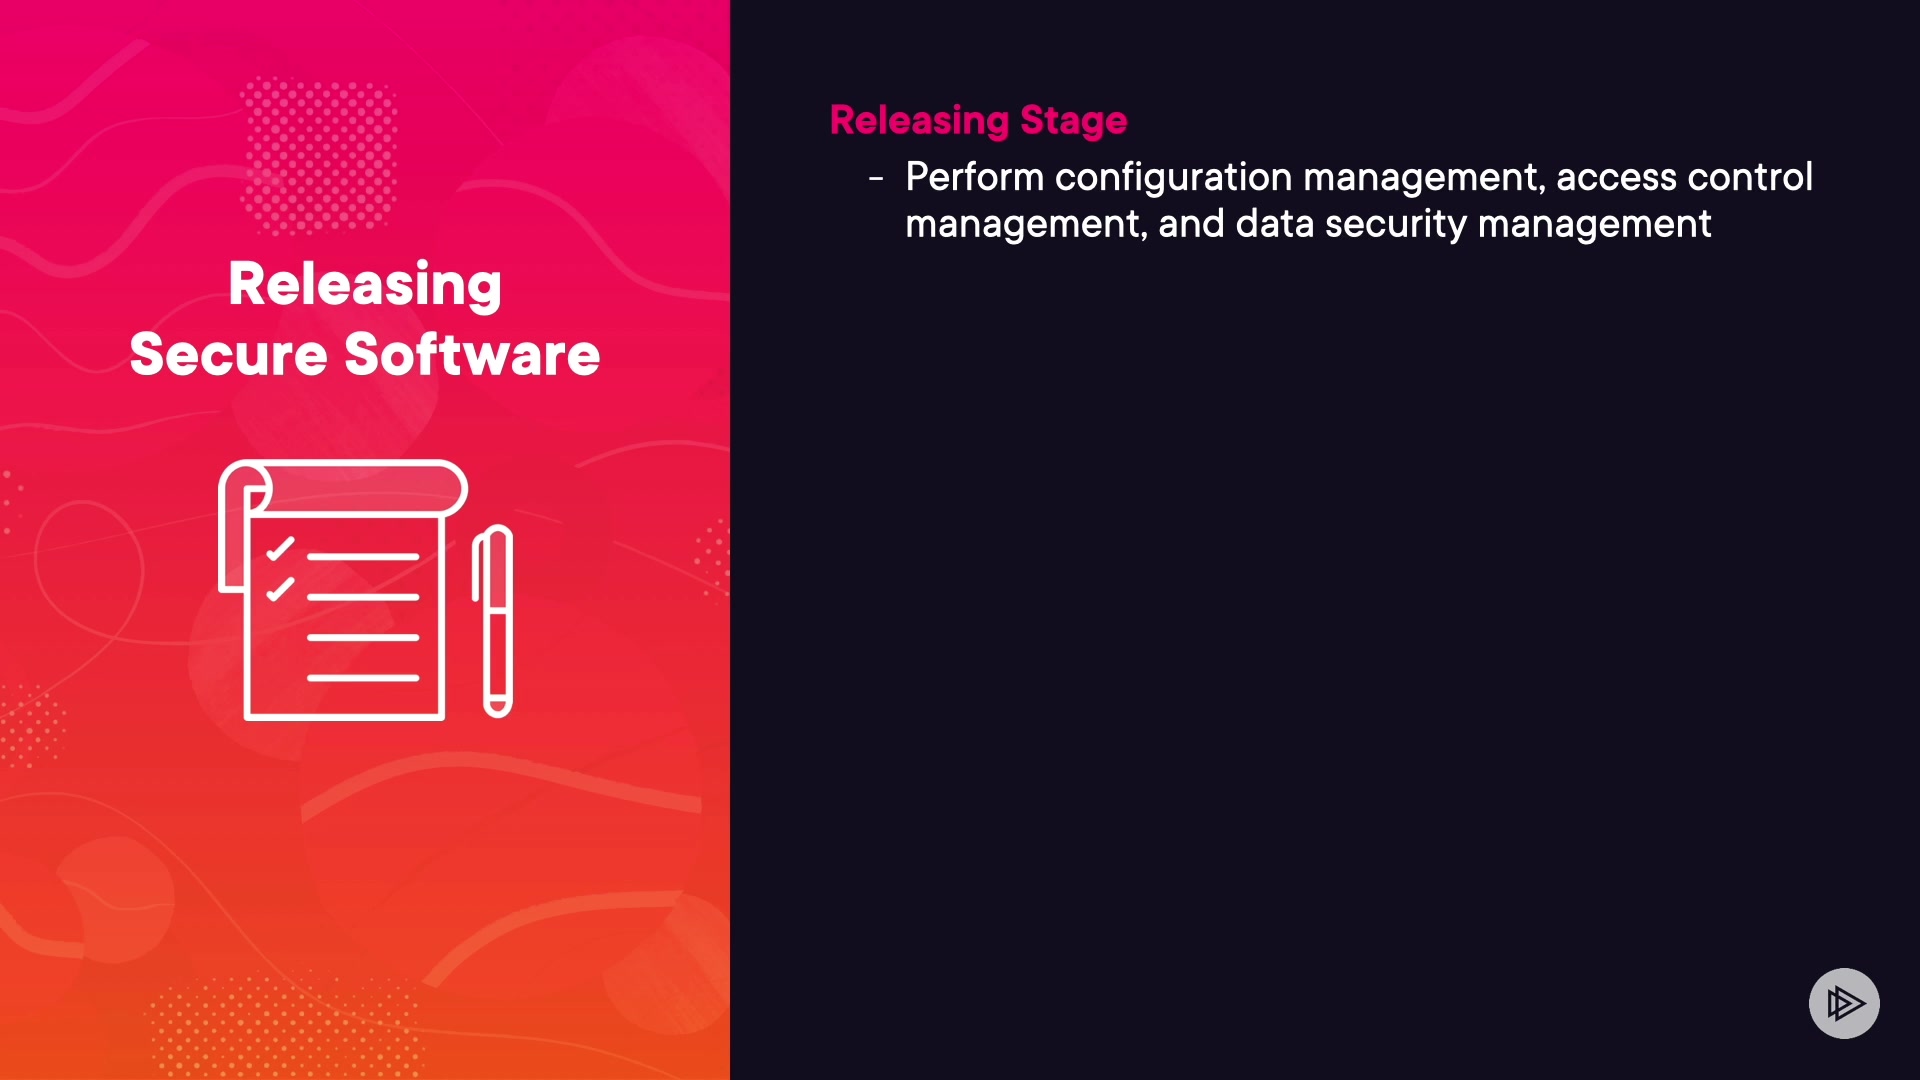 Releasing
Secure Software
Releasing Stage
- Perform configuration management, access control
management, and data security management